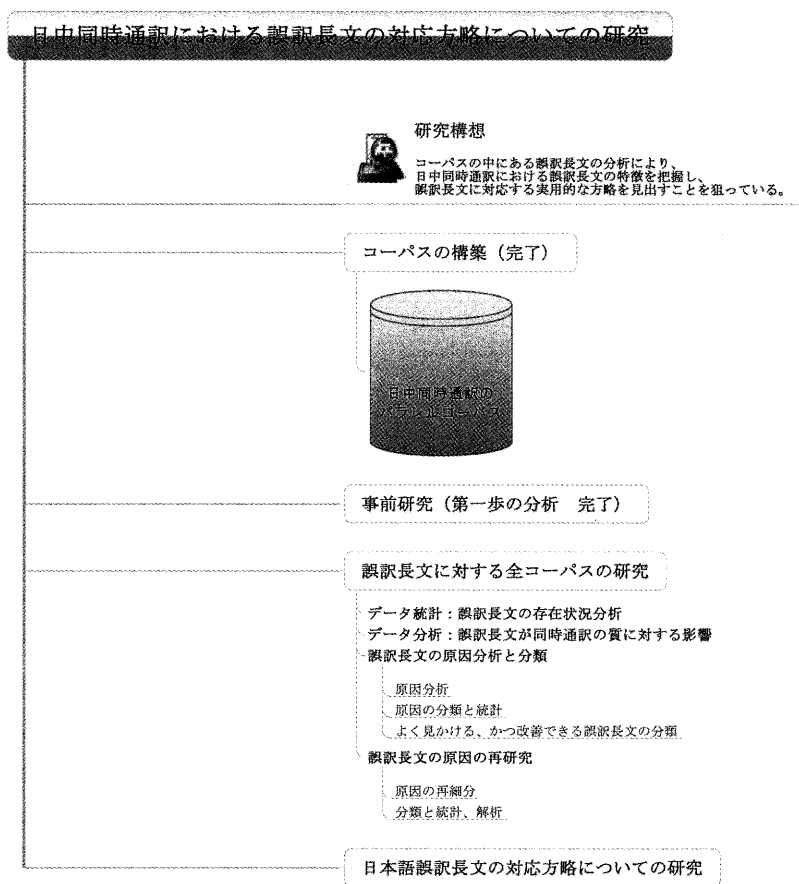 日中同時通訳における誤訳長文の対応方略についての研究
研究構想
コーパスの中にある誤訳長文の分析により、
日中同時通訳における誤訳長文の特徴を把握し、
誤訳長文に対応する実用的な方略を見出すことを狙っている。
コーパスの構築（完了）
日中同時通訳の
パラレルコーパス
事前研究（第一歩の分析　完了）
誤訳長文に対する全コーパスの研究
データ統計：誤訳長文の存在状況分析
データ分析：誤訳長文が同時通訳の質に対する影響
誤訳長文の原因分析と分類
原因分析
原因の分類と統計
よく見かける、かつ改善できる誤訳長文の分類
誤訳長文の原因の再研究
原因の再細分
分類と統計、解析
日本語誤訳長文の対応方略についての研究